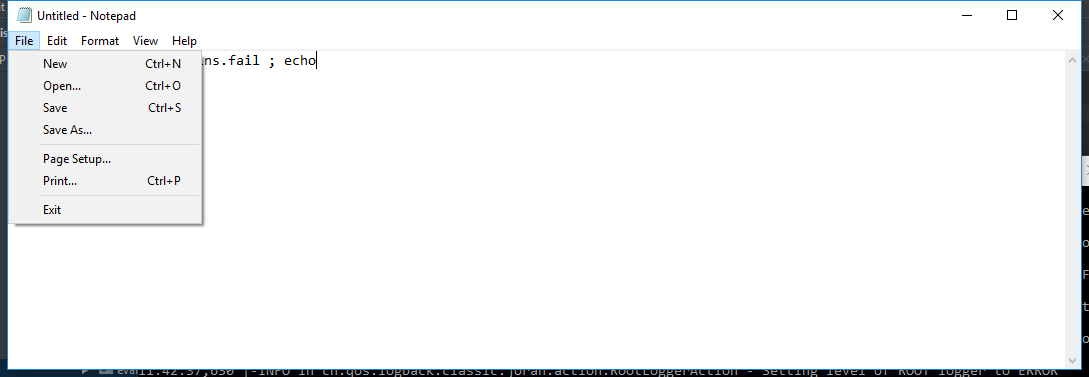 Untitled - Notepad
File Edit Format View Help
ns.fail ; echo
New Ctrl+N
Open... Ctrl+O
Save Ctrl+S
Save As...
Page Setup...
Print... Ctrl+P
Exit
11:42:37,630 |-INFO in ch.qos.logback.classic.joran.action.RootLoggerAction - Setting level of ROOT logger to ERROR